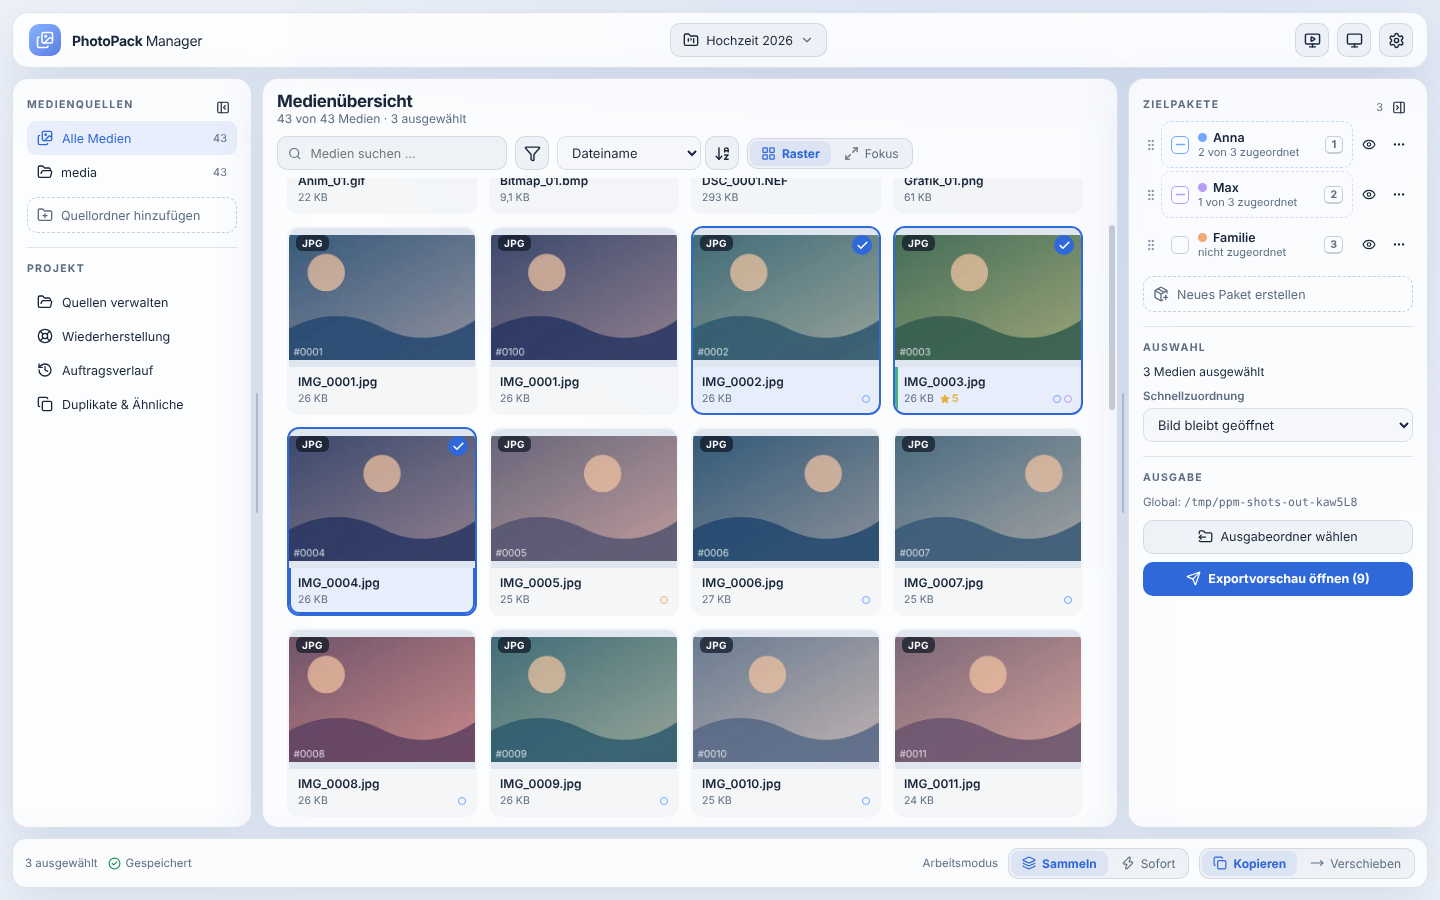 PhotoPack Manager
Hochzeit 2026
MEDIENQUELLEN
Alle Medien 43
media 43
Quellordner hinzufügen
PROJEKT
Quellen verwalten
Wiederherstellung
Auftragsverlauf
Duplikate & Ähnliche
Medienübersicht
43 von 43 Medien · 3 ausgewählt
Medien suchen ...
Dateiname
Raster
Fokus
Anim_01.gif Bitmap_01.bmp DSC_0001.NEF Grafik_01.png
22 KB 9,1 KB 293 KB 61 KB
JPG JPG JPG JPG
#0001 #0100 #0002 #0003
IMG_0001.jpg IMG_0001.jpg IMG_0002.jpg IMG_0003.jpg
26 KB 26 KB 26 KB 26 KB 5
JPG JPG JPG JPG
#0004 #0005 #0006 #0007
IMG_0004.jpg IMG_0005.jpg IMG_0006.jpg IMG_0007.jpg
26 KB 25 KB 27 KB 25 KB
JPG JPG JPG JPG
#0008 #0009 #0010 #0011
IMG_0008.jpg IMG_0009.jpg IMG_0010.jpg IMG_0011.jpg
26 KB 26 KB 25 KB 24 KB
ZIELPAKETE 3
Anna 1
2 von 3 zugeordnet
Max 2
1 von 3 zugeordnet
Familie 3
nicht zugeordnet
Neues Paket erstellen
AUSWAHL
3 Medien ausgewählt
Schnellzuordnung
Bild bleibt geöffnet
AUSGABE
Global: /tmp/ppm-shots-out-kaw5L8
Ausgabeordner wählen
Exportvorschau öffnen (9)
3 ausgewählt Gespeichert
Arbeitsmodus Sammeln Sofort Kopieren Verschieben